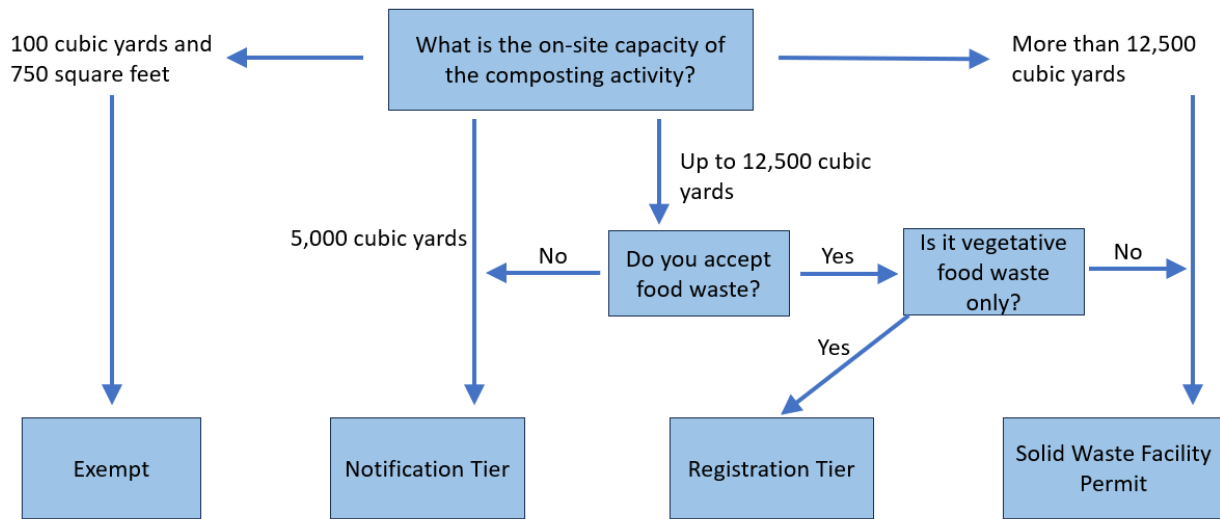 100 cubic yards and
750 square feet
What is the on-site capacity of
the composting activity?
More than 12,500
cubic yards
Up to 12,500 cubic
yards
5,000 cubic yards
No
Do you accept
food waste?
Yes
Is it vegetative
food waste
only?
No
Yes
Exempt
Notification Tier
Registration Tier
Solid Waste Facility
Permit